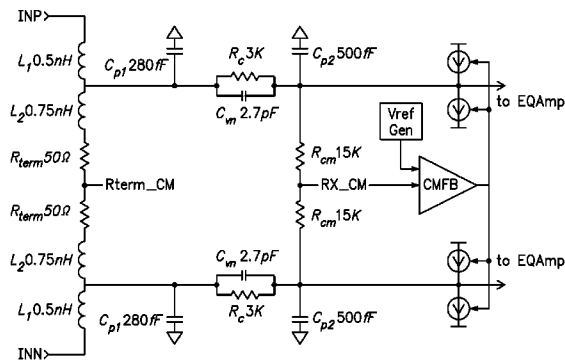 INP
L1 0.5nH
Cp1 280fF
Rc 3K
Cp2 500fF
Cvn 2.7pF
to EQAmp
L2 0.75nH
Vref
Gen
Rterm 50Ω
Rcm 15K
Rterm_CM
RX_CM
CMFB
Rterm 50Ω
Rcm 15K
L2 0.75nH
Cvn 2.7pF
to EQAmp
L1 0.5nH
Cp1 280fF
Rc 3K
Cp2 500fF
INN